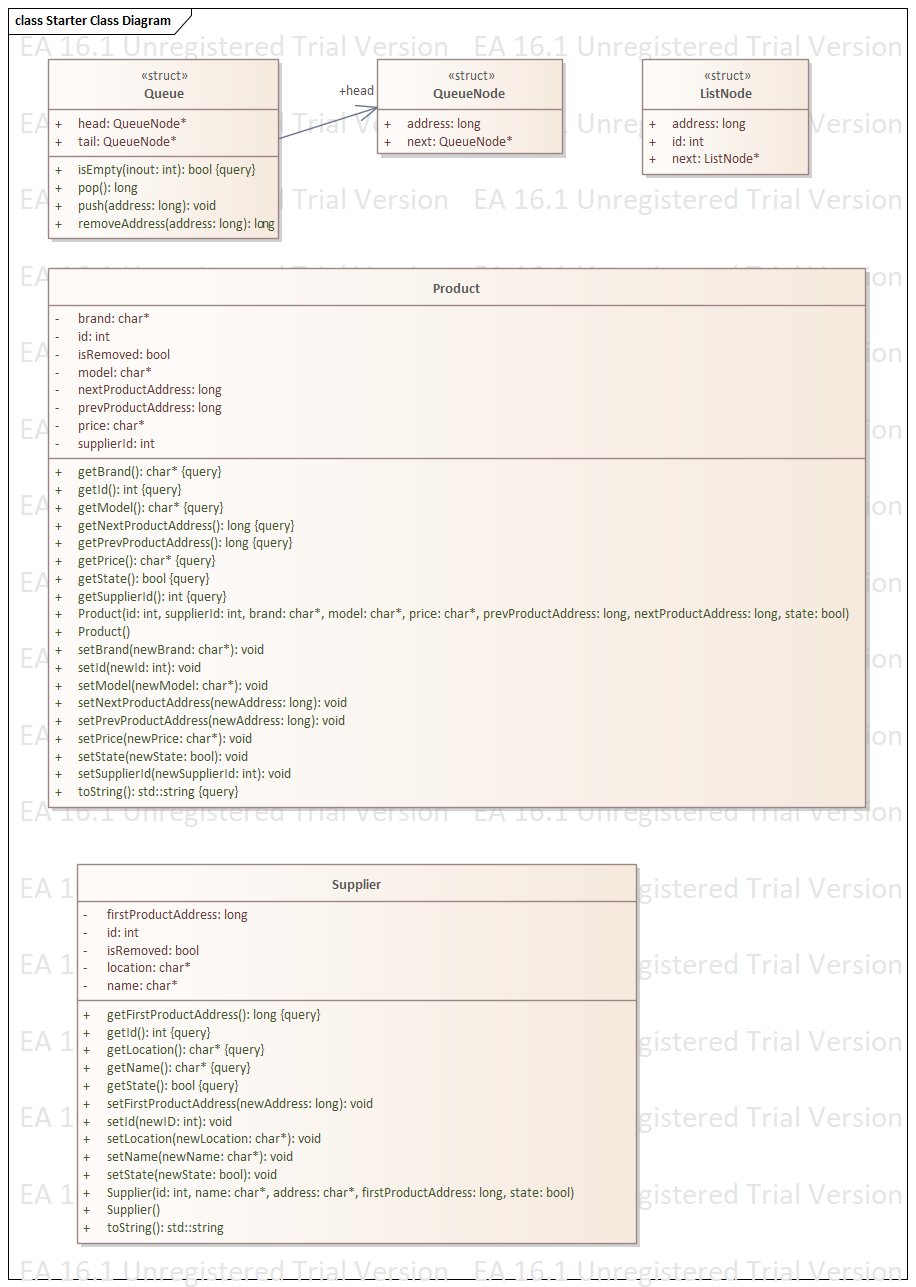 class Starter Class Diagram
EA 16.1 Unregistered Trial Version EA 16.1 Unregistered Trial Version
«struct»
Queue
+ head: QueueNode*
+ tail: QueueNode*
+ isEmpty(inout: int): bool {query}
+ pop(): long
+ push(address: long): void
+ removeAddress(address: long): long
+head
«struct»
QueueNode
+ address: long
+ next: QueueNode*
«struct»
ListNode
+ address: long
+ id: int
+ next: ListNode*
Product
- brand: char*
- id: int
- isRemoved: bool
- model: char*
- nextProductAddress: long
- prevProductAddress: long
- price: char*
- supplierId: int
+ getBrand(): char* {query}
+ getId(): int {query}
+ getModel(): char* {query}
+ getNextProductAddress(): long {query}
+ getPrevProductAddress(): long {query}
+ getPrice(): char* {query}
+ getState(): bool {query}
+ getSupplierId(): int {query}
+ Product(id: int, supplierId: int, brand: char*, model: char*, price: char*, prevProductAddress: long, nextProductAddress: long, state: bool)
+ Product()
+ setBrand(newBrand: char*): void
+ setId(newId: int): void
+ setModel(newModel: char*): void
+ setNextProductAddress(newAddress: long): void
+ setPrevProductAddress(newAddress: long): void
+ setPrice(newPrice: char*): void
+ setState(newState: bool): void
+ setSupplierId(newSupplierId: int): void
+ toString(): std::string {query}
EA 16.1 Unregistered Trial Version EA 16.1 Unregistered Trial Version
Supplier
- firstProductAddress: long
- id: int
- isRemoved: bool
- location: char*
- name: char*
+ getFirstProductAddress(): long {query}
+ getId(): int {query}
+ getLocation(): char* {query}
+ getName(): char* {query}
+ getState(): bool {query}
+ setFirstProductAddress(newAddress: long): void
+ setId(newID: int): void
+ setLocation(newLocation: char*): void
+ setName(newName: char*): void
+ setState(newState: bool): void
+ Supplier(id: int, name: char*, address: char*, firstProductAddress: long, state: bool)
+ Supplier()
+ toString(): std::string
EA 16.1 Unregistered Trial Version EA 16.1 Unregistered Trial Version